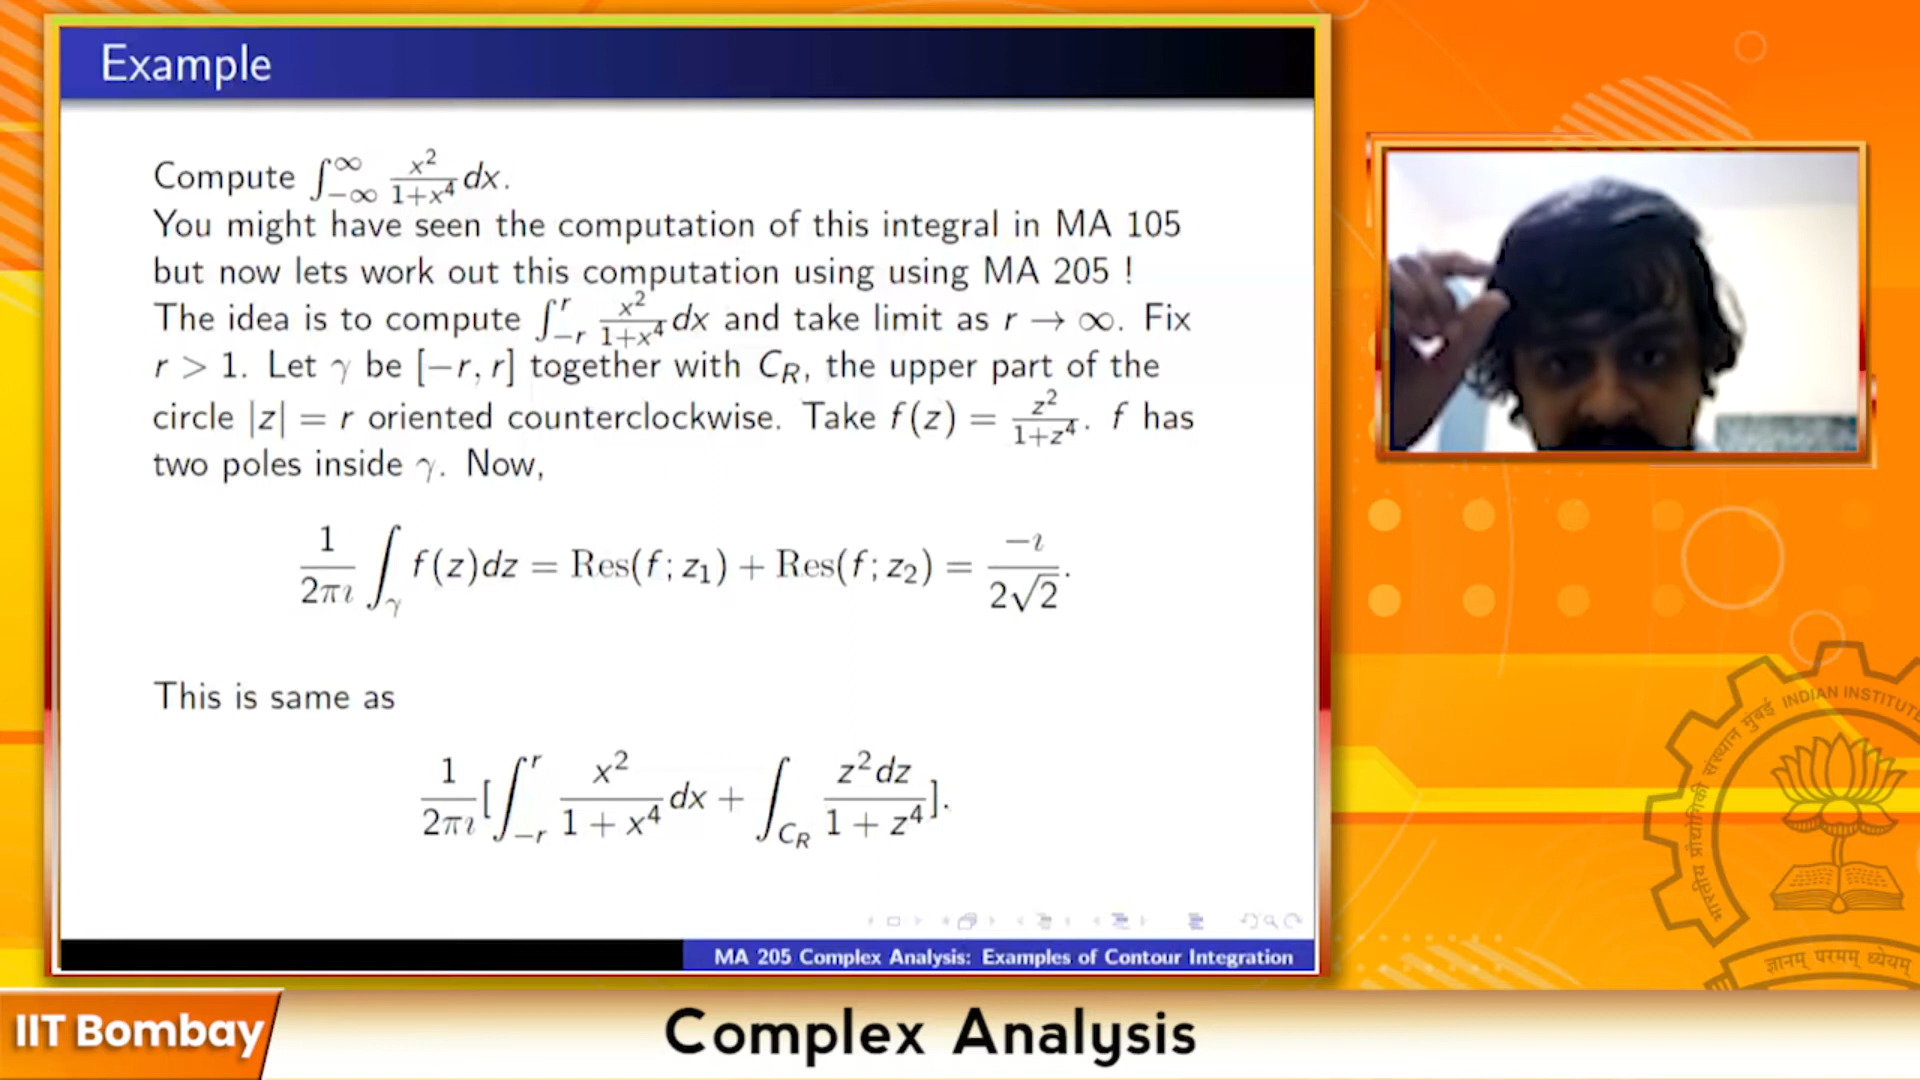 Example
Compute ∫_{-∞}^{∞} x²/(1+x⁴) dx.
You might have seen the computation of this integral in MA 105
but now lets work out this computation using using MA 205 !
The idea is to compute ∫_{-r}^{r} x²/(1+x⁴) dx and take limit as r → ∞. Fix
r > 1. Let γ be [−r, r] together with C_R, the upper part of the
circle |z| = r oriented counterclockwise. Take f(z) = z²/(1+z⁴). f has
two poles inside γ. Now,
1/(2πı) ∫_γ f(z)dz = Res(f; z₁) + Res(f; z₂) = −ı/(2√2).
This is same as
1/(2πı) [∫_{-r}^{r} x²/(1 + x⁴) dx + ∫_{C_R} z²dz/(1 + z⁴)].
MA 205 Complex Analysis: Examples of Contour Integration
INDIAN INSTITUTE
मुंबई
भारतीय प्रौद्योगिकी संस्थान
ज्ञानम् परमम् ध्येयम्
IIT Bombay
Complex Analysis